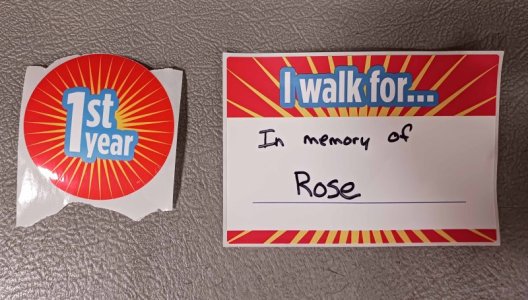 1st
year
I walk for...
In memory of
Rose